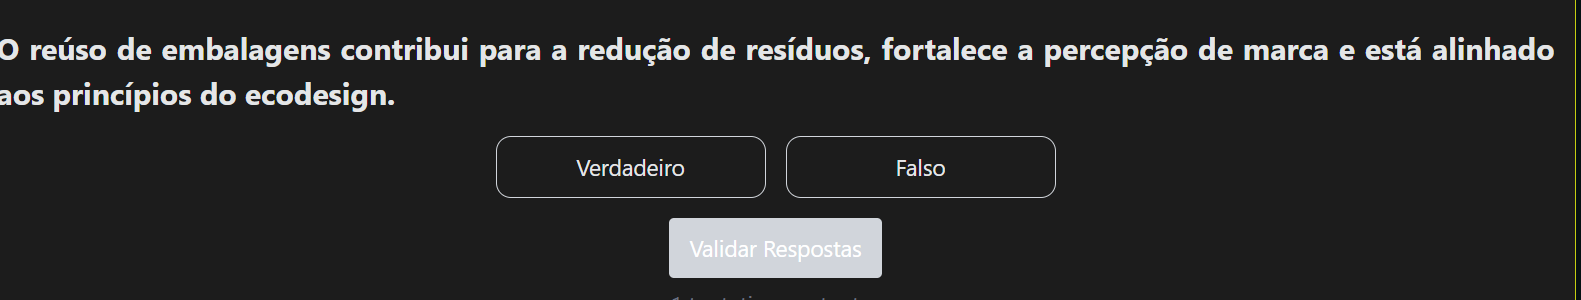 O reúso de embalagens contribui para a redução de resíduos, fortalece a percepção de marca e está alinhado
aos princípios do ecodesign.
Verdadeiro
Falso
Validar Respostas